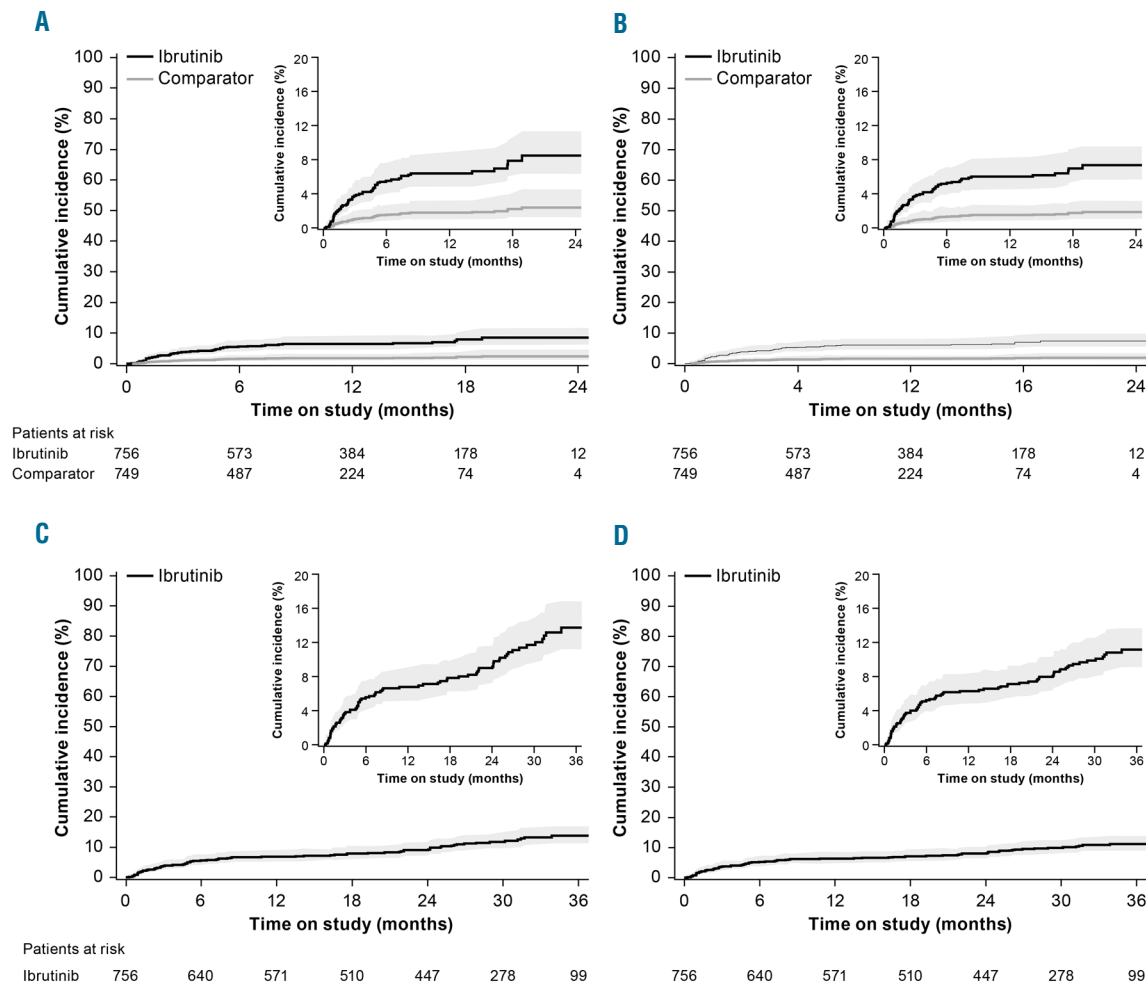 A
Ibrutinib
Comparator
Cumulative incidence (%)
100
90
80
70
60
50
40
30
20
10
0
0 6 12 18 24
Time on study (months)
Cumulative incidence (%)
20
16
12
8
4
0
0 6 12 18 24
Time on study (months)
Patients at risk
Ibrutinib 756 573 384 178 12
Comparator 749 487 224 74 4
B
Ibrutinib
Comparator
Cumulative incidence (%)
100
90
80
70
60
50
40
30
20
10
0
0 4 12 16 24
Time on study (months)
Cumulative incidence (%)
20
16
12
8
4
0
0 6 12 18 24
Time on study (months)
756 573 384 178 12
749 487 224 74 4
C
Ibrutinib
Cumulative incidence (%)
100
90
80
70
60
50
40
30
20
10
0
0 6 12 18 24 30 36
Time on study (months)
Cumulative incidence (%)
20
16
12
8
4
0
0 6 12 18 24 30 36
Time on study (months)
Patients at risk
Ibrutinib 756 640 571 510 447 278 99
D
Ibrutinib
Cumulative incidence (%)
100
90
80
70
60
50
40
30
20
10
0
0 6 12 18 24 30 36
Time on study (months)
Cumulative incidence (%)
20
16
12
8
4
0
0 6 12 18 24 30 36
Time on study (months)
756 640 571 510 447 278 99